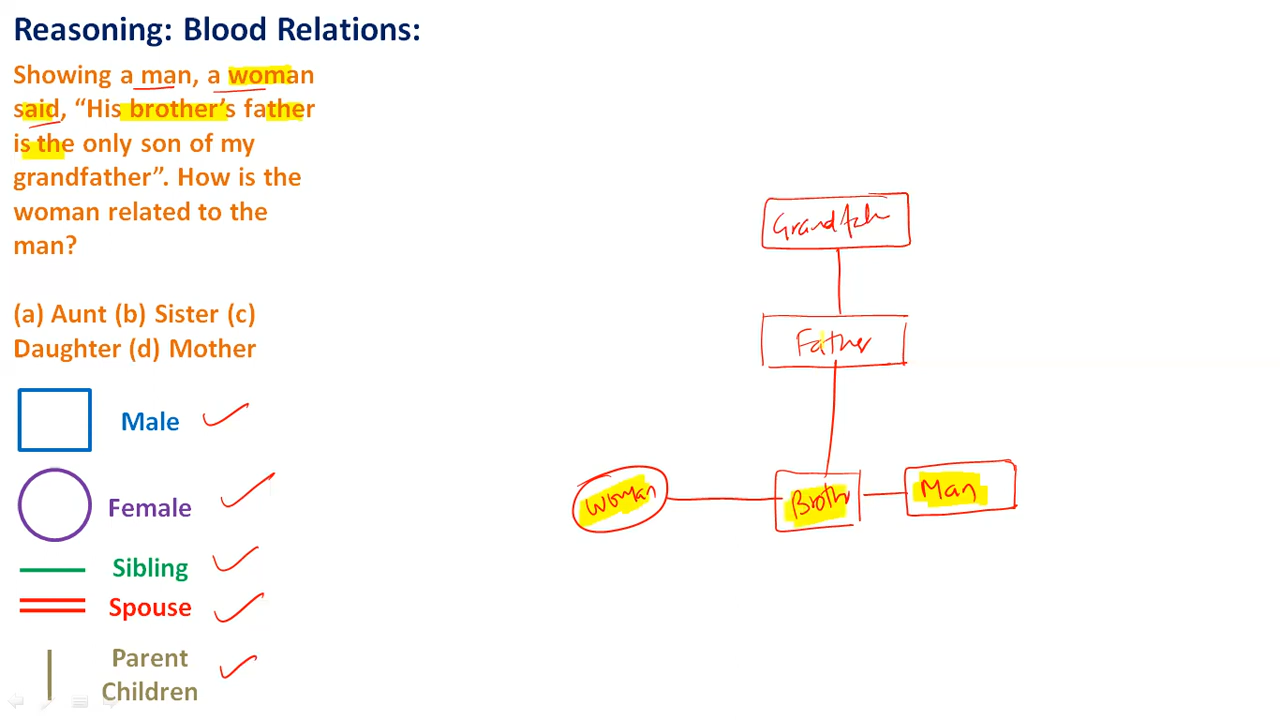 Reasoning: Blood Relations:
Showing a man, a woman
said, “His brother’s father
is the only son of my
grandfather”. How is the
woman related to the
man?
(a) Aunt (b) Sister (c)
Daughter (d) Mother
Male
Female
Sibling
Spouse
Parent
Children
Father
Woman
Man